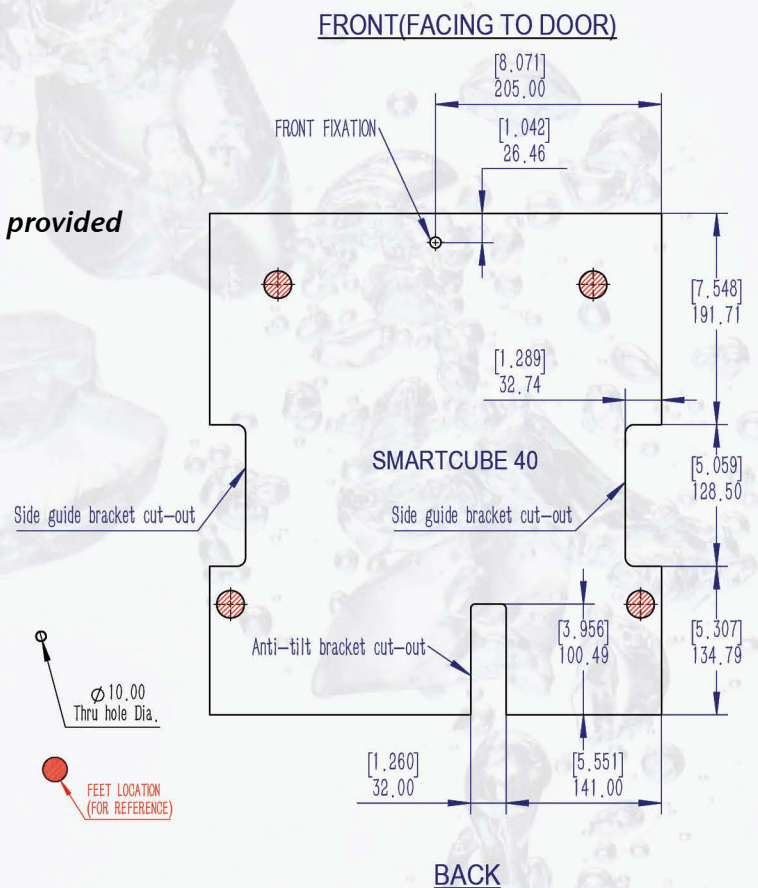 FRONT(FACING TO DOOR)
[8.071]
205.00
FRONT FIXATION
[1.042]
26.46
provided
[7.548]
191.71
[1.289]
32.74
SMARTCUBE 40
[5.059]
128.50
Side guide bracket cut-out
Side guide bracket cut-out
[3.956]
100.49
[5.307]
134.79
Anti-tilt bracket cut-out
Ø10.00
Thru hole Dia.
[1.260]
32.00
[5.551]
141.00
FEET LOCATION
(FOR REFERENCE)
BACK